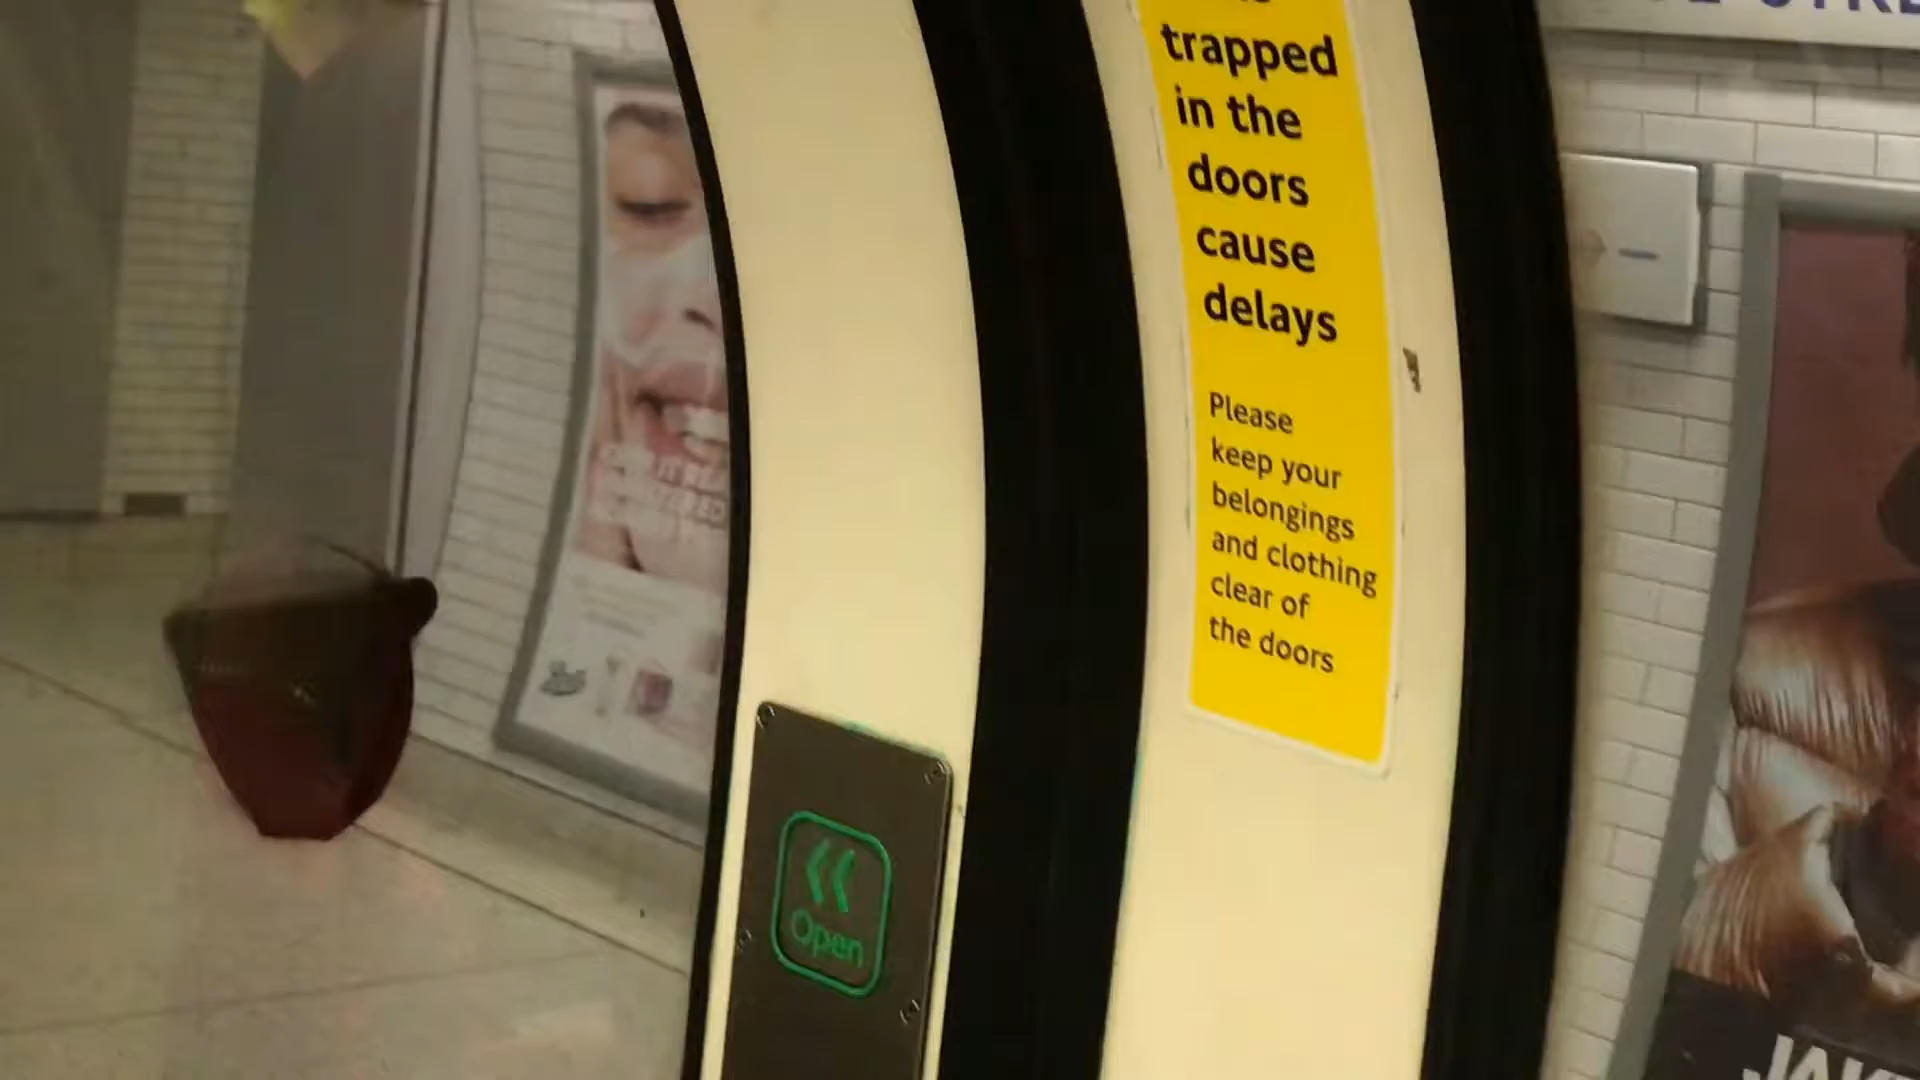 trapped
in the
doors
cause
delays
Please
keep your
belongings
and clothing
clear of
the doors
Open